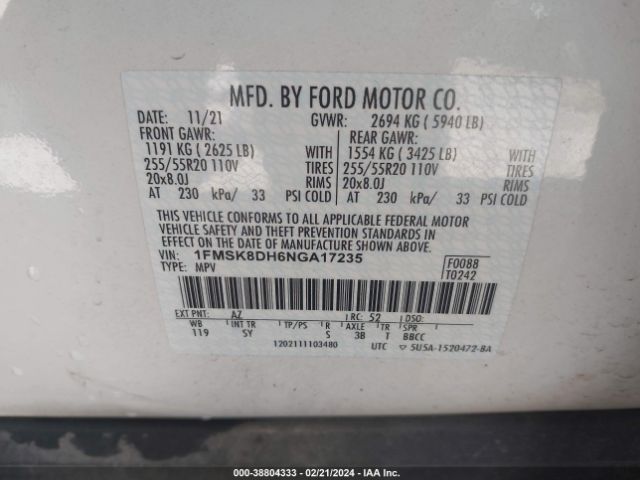 MFD. BY FORD MOTOR CO.
DATE: 11/21 GVWR: 2694 KG ( 5940 LB)
FRONT GAWR: REAR GAWR:
1191 KG ( 2625 LB) WITH 1554 KG ( 3425 LB) WITH
255/55R20 110V TIRES 255/55R20 110V TIRES
20x8.0J RIMS 20x8.0J RIMS
AT 230 kPa/ 33 PSI COLD AT 230 kPa/ 33 PSI COLD
THIS VEHICLE CONFORMS TO ALL APPLICABLE FEDERAL MOTOR
VEHICLE SAFETY AND THEFT PREVENTION STANDARDS IN
EFFECT ON THE DATE OF MANUFACTURE SHOWN ABOVE.
VIN: 1FMSK8DH6NGA17235
TYPE: MPV
F0088
T0242
EXT PNT: AZ RC: 52 DSO:
WB INT TR TP/PS R AXLE TR SPR
119 SY S 3B T BBCC
1202111103480 UTC ▽ 5U5A-1520472-BA
000-38804333 - 02/21/2024 - IAA Inc.